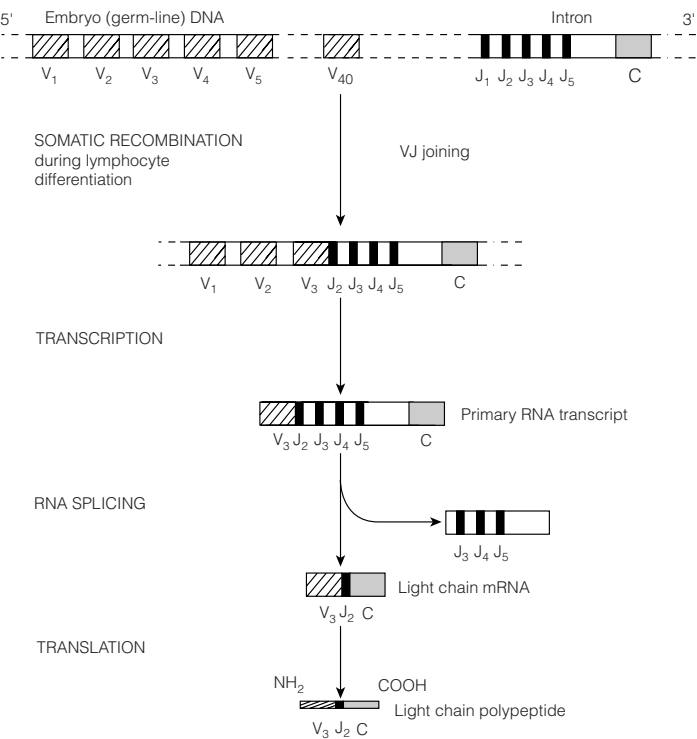 5' Embryo (germ-line) DNA Intron 3'
V1 V2 V3 V4 V5 V40 J1 J2 J3 J4 J5 C
SOMATIC RECOMBINATION
during lymphocyte
differentiation
VJ joining
V1 V2 V3 J2 J3 J4 J5 C
TRANSCRIPTION
Primary RNA transcript
V3 J2 J3 J4 J5 C
RNA SPLICING
J3 J4 J5
Light chain mRNA
V3 J2 C
TRANSLATION
NH2 COOH
Light chain polypeptide
V3 J2 C